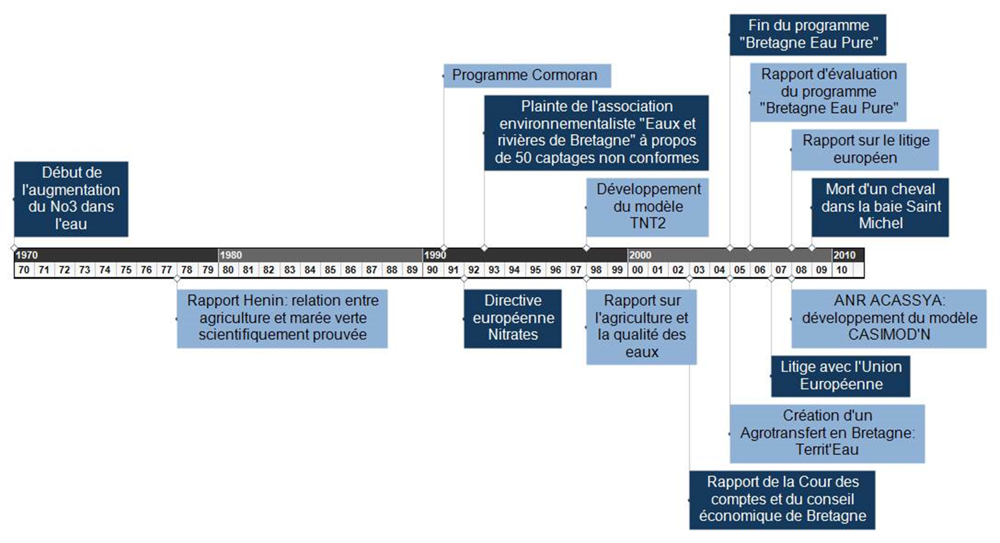 Fin du programme
"Bretagne Eau Pure"
Programme Cormoran
Rapport d'évaluation
du programme
"Bretagne Eau Pure"
Plainte de l'association
environnementaliste "Eaux et
rivières de Bretagne" à propos
de 50 captages non conformes
Rapport sur le litige
européen
Début de
l'augmentation
du No3 dans
l'eau
Développement
du modèle
TNT2
Mort d'un cheval
dans la baie Saint
Michel
1970 1980 1990 2000 2010
70 71 72 73 74 75 76 77 78 79 80 81 82 83 84 85 86 87 88 89 90 91 92 93 94 95 96 97 98 99 00 01 02 03 04 05 06 07 08 09 10
Rapport Henin: relation entre
agriculture et marée verte
scientifiquement prouvée
Directive
européenne
Nitrates
Rapport sur
l'agriculture et
la qualité des
eaux
ANR ACASSYA:
développement du modèle
CASIMOD'N
Litige avec l'Union
Européenne
Création d'un
Agrotransfert en Bretagne:
Territ'Eau
Rapport de la Cour des
comptes et du conseil
économique de Bretagne